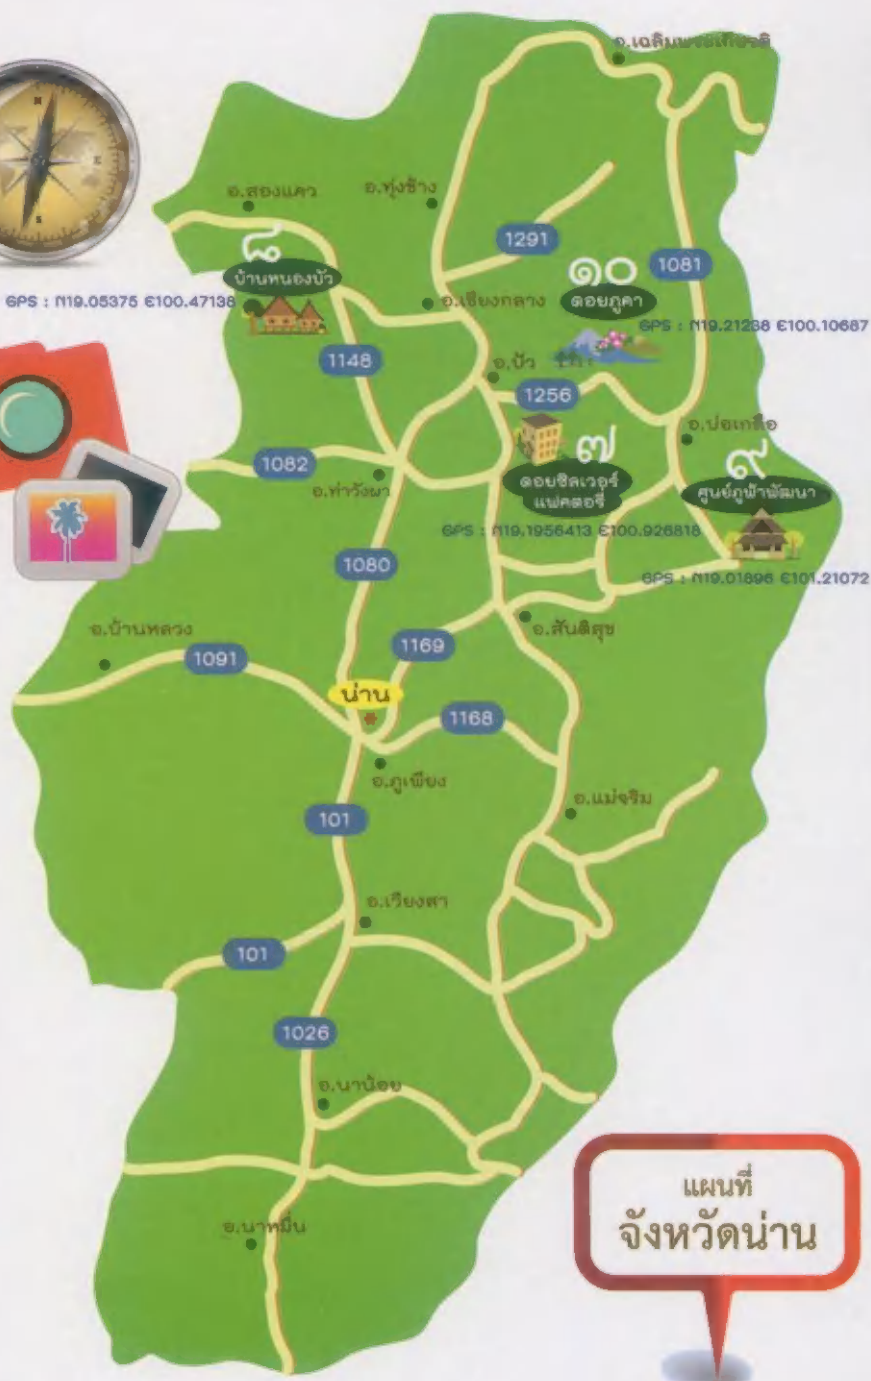 อ.เฉลิมพระเกียรติ
N
E
S
อ.สองแคว
อ.ทุ่งช้าง
๘
บ้านหนองบัว
GPS : N19.05375 E100.47138
1291
๑๐
ดอยภูคา
1081
GPS : N19.21238 E100.10687
อ.เชียงกลาง
1148
อ.ปัว
1256
อ.บ่อเกลือ
1082
อ.ท่าวังผา
๗
ดอยซิลเวอร์
แฟคตอรี่
GPS : N19.1956413 E100.926818
๙
ศูนย์ภูฟ้าพัฒนา
GPS : N19.01896 E101.21072
1080
อ.บ้านหลวง
1091
1169
อ.สันติสุข
น่าน
1168
อ.ภูเพียง
101
อ.แม่จริม
อ.เวียงสา
101
1026
อ.นาน้อย
อ.นาหมื่น
แผนที่
จังหวัดน่าน